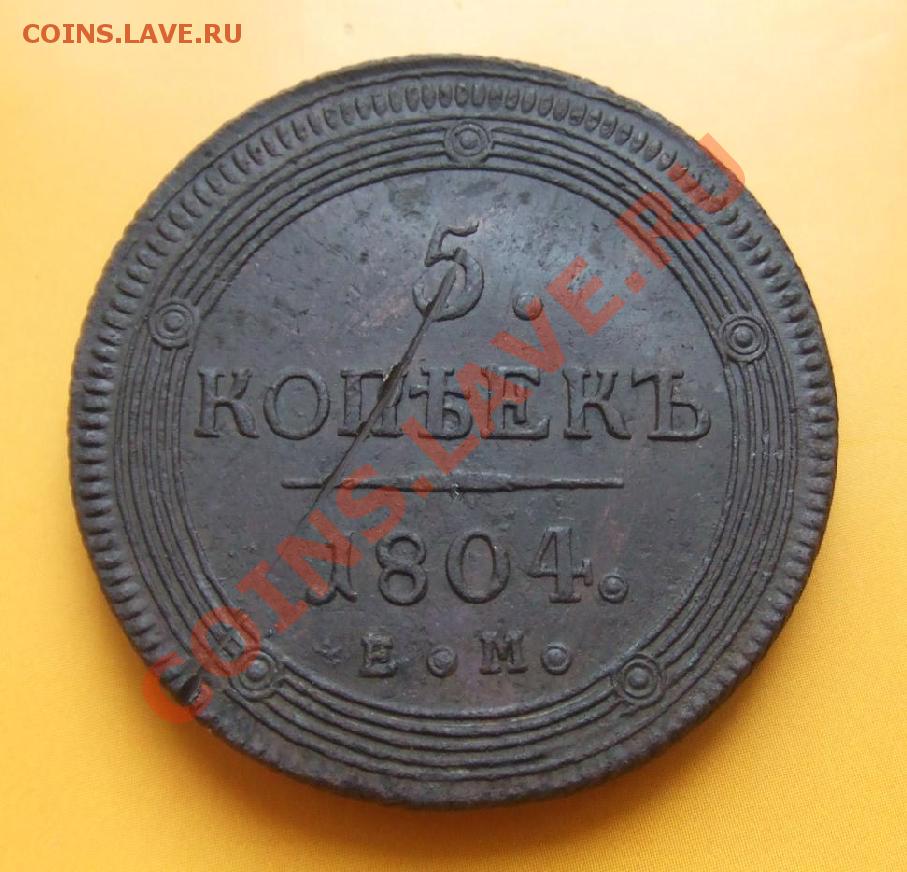 COINS.LAVE.RU
5.
КОПѢЕКЪ
1804.
Е.М.
COINS.LAVE.RU